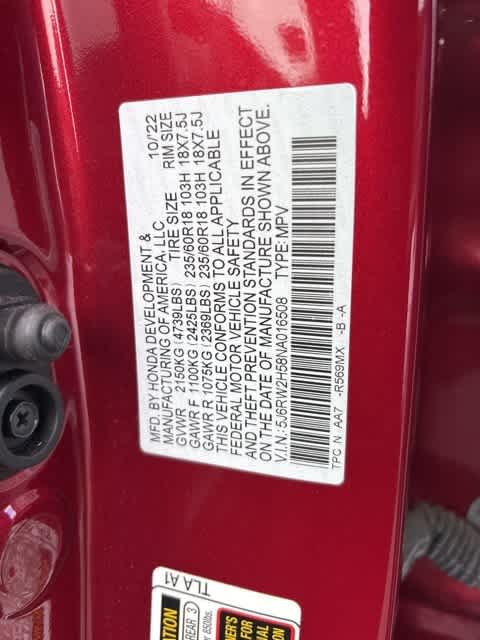 MFD. BY HONDA DEVELOPMENT & 10/'22
MANUFACTURING OF AMERICA, LLC
TIRE SIZE RIM SIZE
GVWR 2150KG (4739LBS)
GAWR F 1100KG (2425LBS) 235/60R18 103H 18X7.5J
GAWR R 1075KG (2369LBS) 235/60R18 103H 18X7.5J
THIS VEHICLE CONFORMS TO ALL APPLICABLE
FEDERAL MOTOR VEHICLE SAFETY
AND THEFT PREVENTION STANDARDS IN EFFECT
ON THE DATE OF MANUFACTURE SHOWN ABOVE.
V.I.N: 5J6RW2H58NA016508 TYPE: MPV
TPC N AA7 -R569MX -B -A
TLA A1
REAR 3